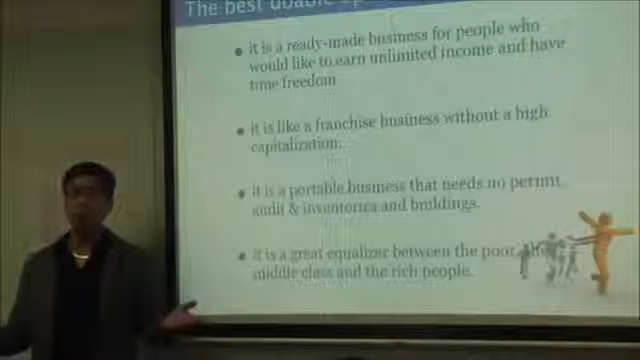 The best doable op
it is a ready-made business for people who
would like to earn unlimited income and have
time freedom
it is like a franchise business without a high
capitalization.
it is a portable business that needs no permit,
audit & inventories and buildings.
it is a great equalizer between the poor, the
middle class and the rich people.